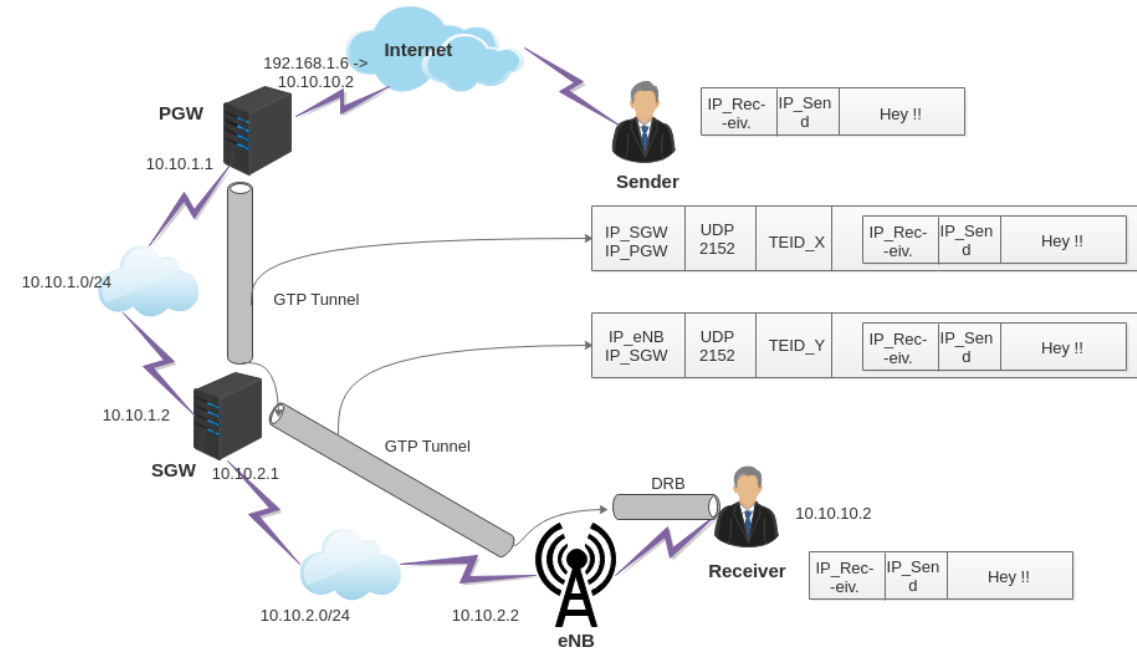 Internet
192.168.1.6 ->
10.10.10.2
PGW
10.10.1.1
Sender
IP_Rec-
-eiv.
IP_Sen
d
Hey !!
IP_SGW
IP_PGW
UDP
2152
TEID_X
IP_Rec-
-eiv.
IP_Sen
d
Hey !!
10.10.1.0/24
GTP Tunnel
IP_eNB
IP_SGW
UDP
2152
TEID_Y
IP_Rec-
-eiv.
IP_Sen
d
Hey !!
10.10.1.2
SGW
10.10.2.1
GTP Tunnel
DRB
10.10.10.2
Receiver
IP_Rec-
-eiv.
IP_Sen
d
Hey !!
10.10.2.0/24
10.10.2.2
eNB